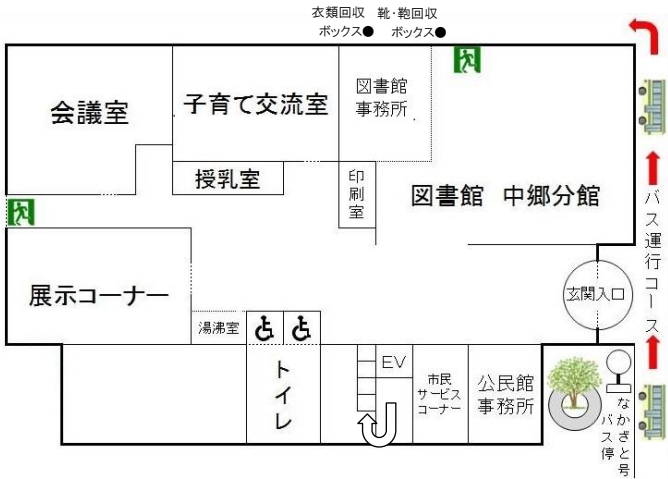 衣類回収 靴・鞄回収
ボックス● ボックス●
会議室
子育て交流室
図書館
事務所
授乳室
印刷室
図書館 中郷分館
展示コーナー
湯沸室
玄関入口
バス運行コース
トイレ
EV
市民
サービス
コーナー
公民館
事務所
なかざと号
バス停